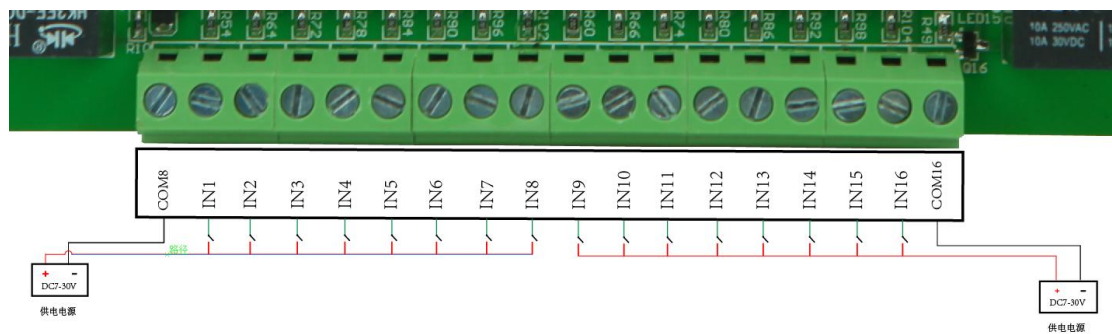 R54
R64
R72
R78
R84
R90
R96
R60
R66
R74
R92
R98
R104
R49
LED15
Q16
10A 250VAC
10A 30VDC
COM8
IN1
IN2
IN3
IN4
IN5
IN6
IN7
IN8
IN9
IN10
IN11
IN12
IN13
IN14
IN15
IN16
COM16
+ -
DC7-30V
供电电源
+ -
DC7-30V
供电电源